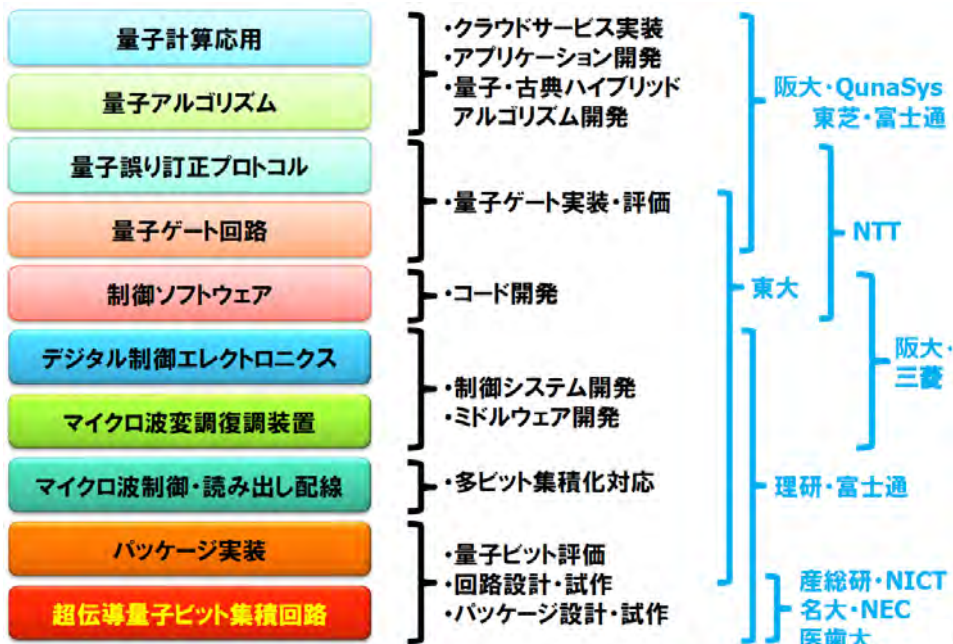 量子計算応用
量子アルゴリズム
量子誤り訂正プロトコル
量子ゲート回路
制御ソフトウェア
デジタル制御エレクトロニクス
マイクロ波変調復調装置
マイクロ波制御・読み出し配線
パッケージ実装
超伝導量子ビット集積回路
・クラウドサービス実装
・アプリケーション開発
・量子・古典ハイブリッド
アルゴリズム開発
・量子ゲート実装・評価
・コード開発
・制御システム開発
・ミドルウェア開発
・多ビット集積化対応
・量子ビット評価
・回路設計・試作
・パッケージ設計・試作
阪大・QunaSys
東芝・富士通
NTT
東大
阪大・
三菱
理研・富士通
産総研・NICT
名大・NEC
医歯大